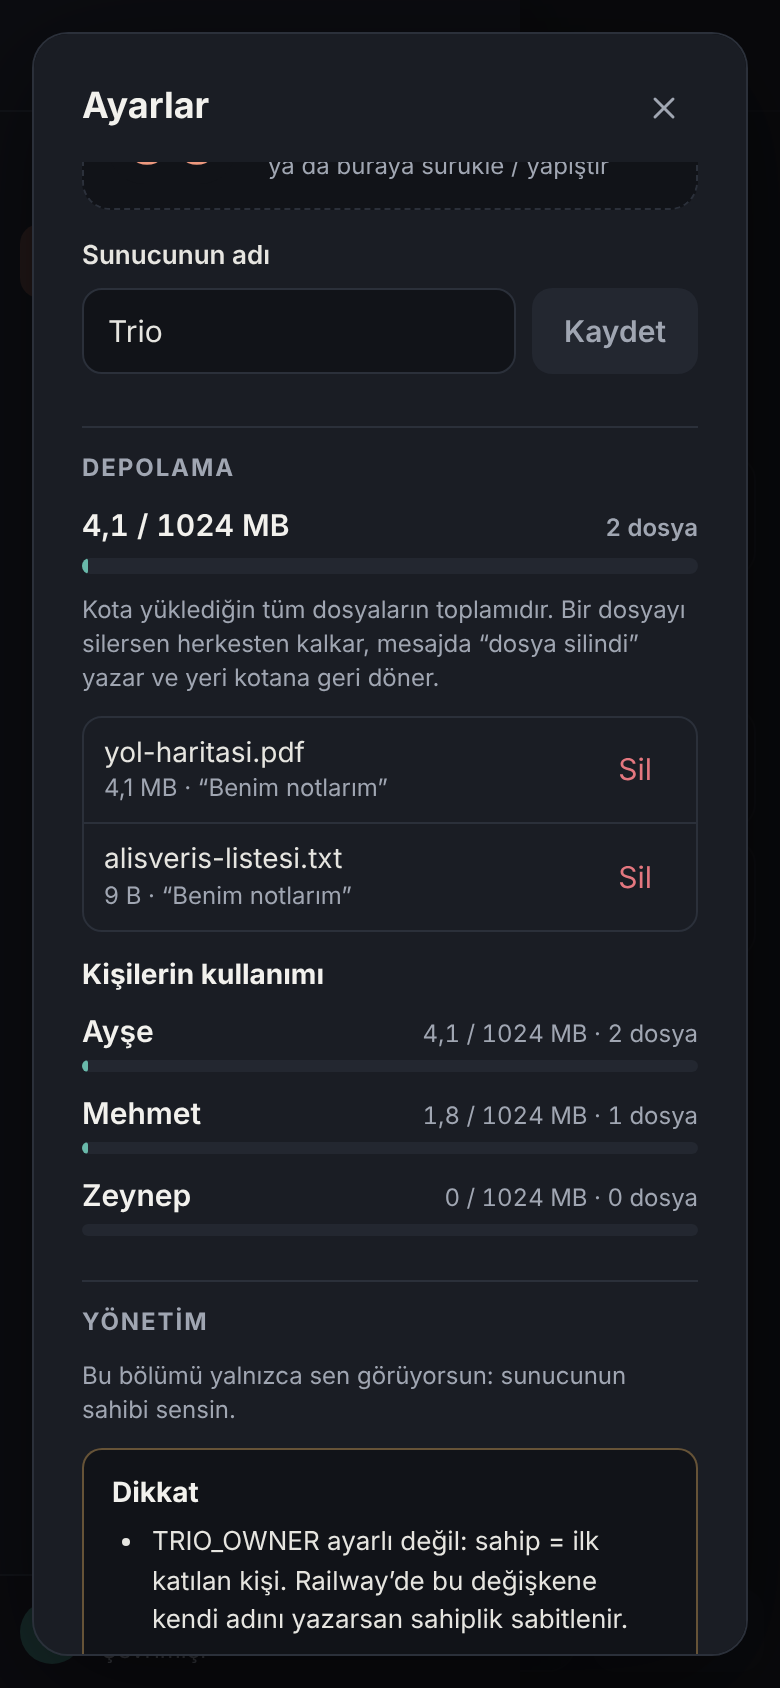 Ayarlar
ya da buraya sürükle / yapıştır
Sunucunun adı
Trio
Kaydet
DEPOLAMA
4,1 / 1024 MB
2 dosya
Kota yüklediğin tüm dosyaların toplamıdır. Bir dosyayı
silersen herkesten kalkar, mesajda “dosya silindi”
yazar ve yeri kotana geri döner.
yol-haritasi.pdf
4,1 MB · “Benim notlarım”
Sil
alisveris-listesi.txt
9 B · “Benim notlarım”
Sil
Kişilerin kullanımı
Ayşe
4,1 / 1024 MB · 2 dosya
Mehmet
1,8 / 1024 MB · 1 dosya
Zeynep
0 / 1024 MB · 0 dosya
YÖNETİM
Bu bölümü yalnızca sen görüyorsun: sunucunun
sahibi sensin.
Dikkat
• TRIO_OWNER ayarlı değil: sahip = ilk
katılan kişi. Railway’de bu değişkene
kendi adını yazarsan sahiplik sabitlenir.